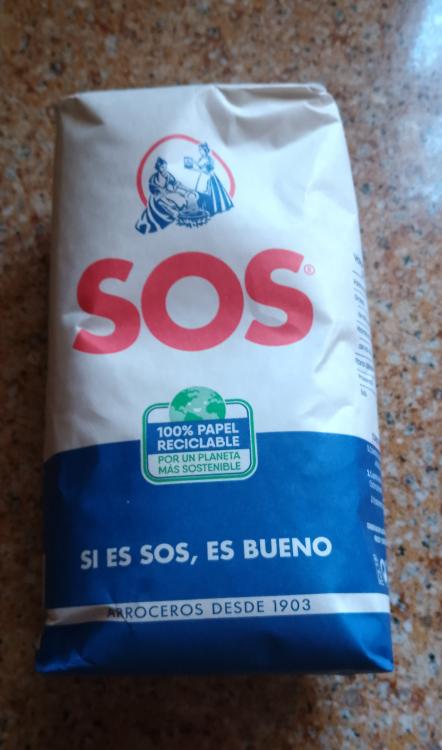 SOS®
100% PAPEL
RECICLABLE
POR UN PLANETA
MÁS SOSTENIBLE
SI ES SOS, ES BUENO
ARROCEROS DESDE 1903